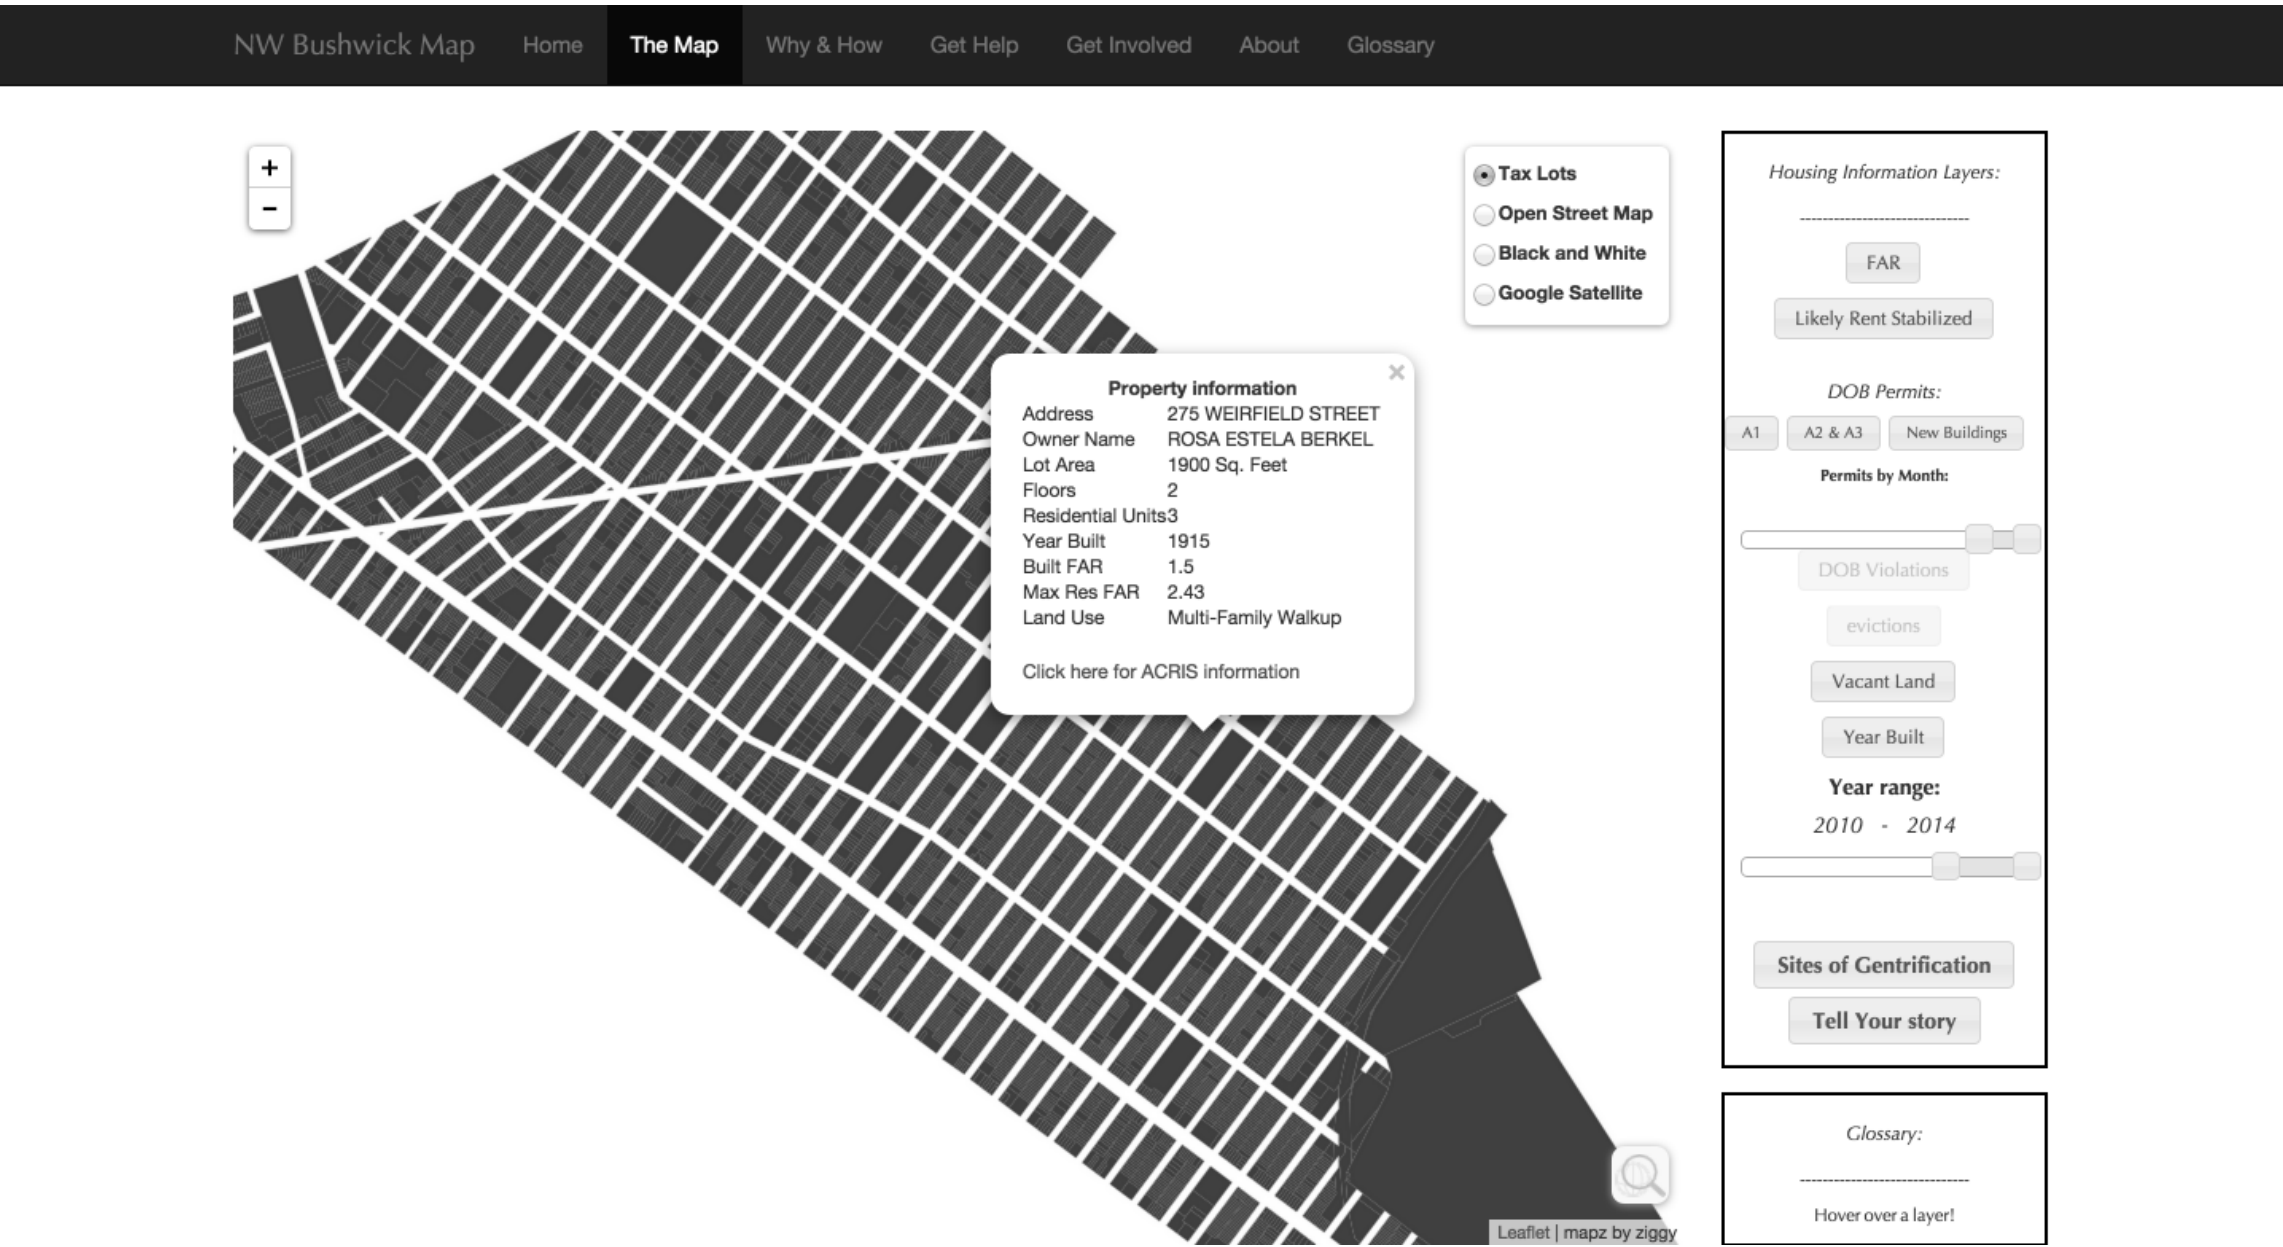 NW Bushwick Map Home The Map Why & How Get Help Get Involved About Glossary
+
−
Tax Lots
Open Street Map
Black and White
Google Satellite
×
Property information
Address 275 WEIRFIELD STREET
Owner Name ROSA ESTELA BERKEL
Lot Area 1900 Sq. Feet
Floors 2
Residential Units3
Year Built 1915
Built FAR 1.5
Max Res FAR 2.43
Land Use Multi-Family Walkup
Click here for ACRIS information
Leaflet | mapz by ziggy
Housing Information Layers:
------------------------------
FAR
Likely Rent Stabilized
DOB Permits:
A1 A2 & A3 New Buildings
Permits by Month:
DOB Violations
evictions
Vacant Land
Year Built
Year range:
2010 - 2014
Sites of Gentrification
Tell Your story
Glossary:
------------------------------
Hover over a layer!